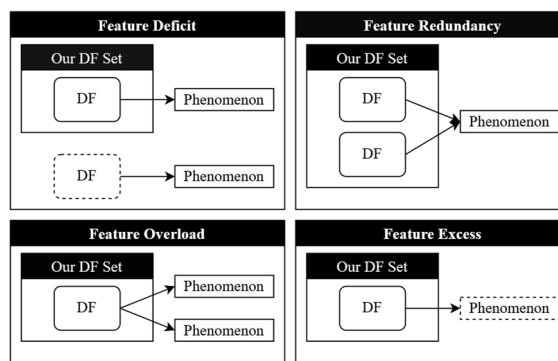 Feature Deficit
Our DF Set
DF
Phenomenon
DF
Phenomenon
Feature Redundancy
Our DF Set
DF
DF
Phenomenon
Feature Overload
Our DF Set
DF
Phenomenon
Phenomenon
Feature Excess
Our DF Set
DF
Phenomenon